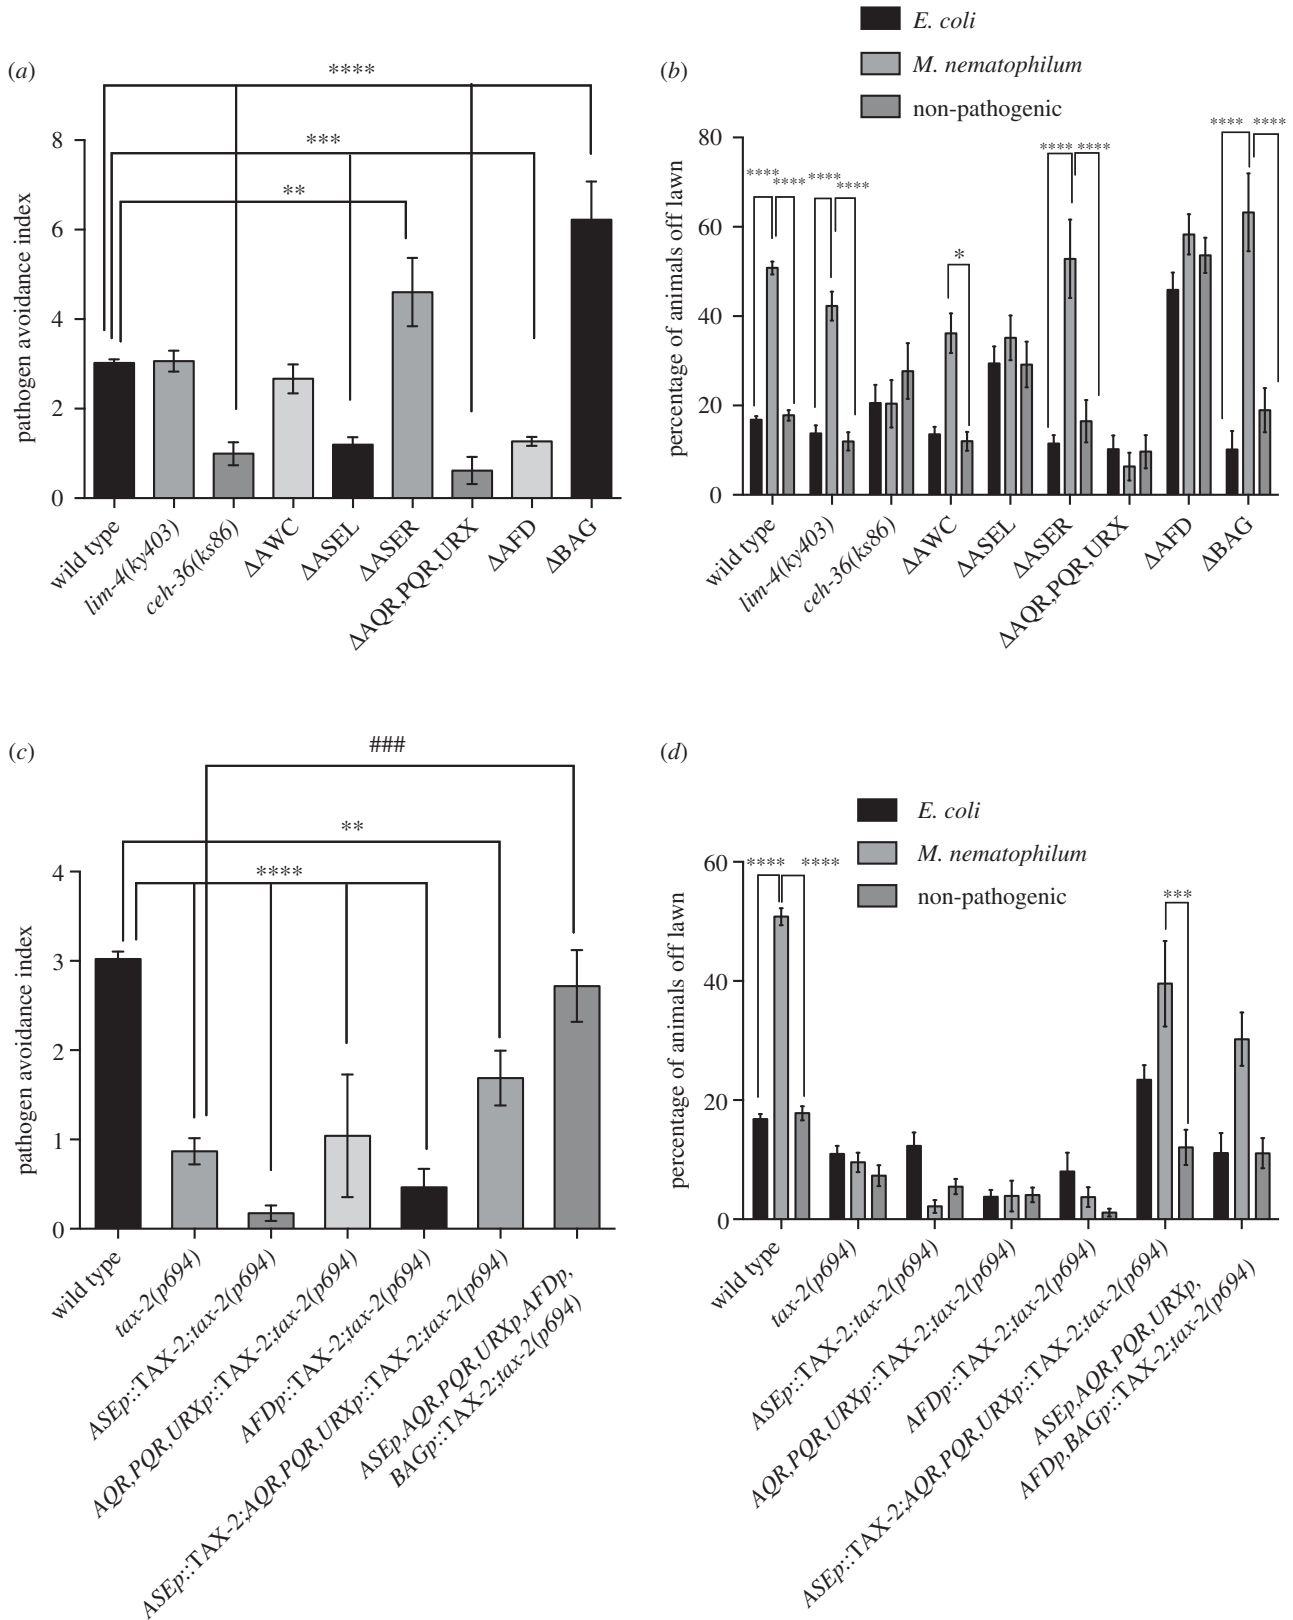 (a)
****
***
**
8
6
4
2
0
pathogen avoidance index
wild type
lim-4(ky403)
ceh-36(ks86)
ΔAWC
ΔASEL
ΔASER
ΔAQR,PQR,URX
ΔAFD
ΔBAG
(b)
E. coli
M. nematophilum
non-pathogenic
80
60
40
20
0
percentage of animals off lawn
**** ****
**** ****
*
**** ****
**** ****
wild type
lim-4(ky403)
ceh-36(ks86)
ΔAWC
ΔASEL
ΔASER
ΔAQR,PQR,URX
ΔAFD
ΔBAG
(c)
###
**
****
4
3
2
1
0
pathogen avoidance index
wild type
tax-2(p694)
ASEp::TAX-2;tax-2(p694)
AQR,PQR,URXp::TAX-2;tax-2(p694)
AFDp::TAX-2;tax-2(p694)
ASEp::TAX-2;AQR,PQR,URXp::TAX-2;tax-2(p694)
ASEp,AQR,PQR,URXp,AFDp,
BAGp::TAX-2;tax-2(p694)
(d)
E. coli
M. nematophilum
non-pathogenic
60
40
20
0
percentage of animals off lawn
**** ****
***
wild type
tax-2(p694)
ASEp::TAX-2;tax-2(p694)
AQR,PQR,URXp::TAX-2;tax-2(p694)
AFDp::TAX-2;tax-2(p694)
ASEp::TAX-2;AQR,PQR,URXp::TAX-2;tax-2(p694)
ASEp,AQR,PQR,URXp,
AFDp,BAGp::TAX-2;tax-2(p694)